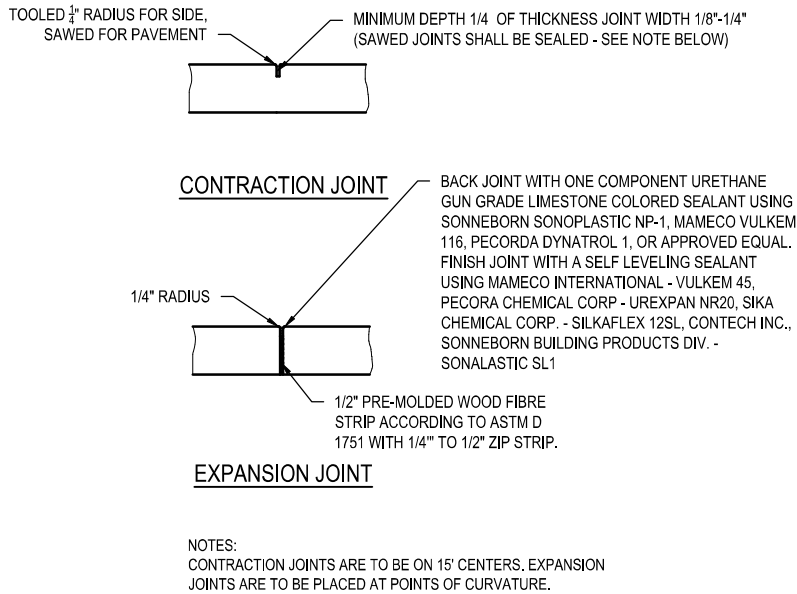 TOOLED 1/4" RADIUS FOR SIDE,
SAWED FOR PAVEMENT
MINIMUM DEPTH 1/4 OF THICKNESS JOINT WIDTH 1/8"-1/4"
(SAWED JOINTS SHALL BE SEALED - SEE NOTE BELOW)
CONTRACTION JOINT
BACK JOINT WITH ONE COMPONENT URETHANE
GUN GRADE LIMESTONE COLORED SEALANT USING
SONNEBORN SONOPLASTIC NP-1, MAMECO VULKEM
116, PECORDA DYNATROL 1, OR APPROVED EQUAL.
FINISH JOINT WITH A SELF LEVELING SEALANT
USING MAMECO INTERNATIONAL - VULKEM 45,
PECORA CHEMICAL CORP - UREXPAN NR20, SIKA
CHEMICAL CORP. - SILKAFLEX 12SL, CONTECH INC.,
SONNEBORN BUILDING PRODUCTS DIV. -
SONALASTIC SL1
1/4" RADIUS
1/2" PRE-MOLDED WOOD FIBRE
STRIP ACCORDING TO ASTM D
1751 WITH 1/4'" TO 1/2" ZIP STRIP.
EXPANSION JOINT
NOTES:
CONTRACTION JOINTS ARE TO BE ON 15' CENTERS. EXPANSION
JOINTS ARE TO BE PLACED AT POINTS OF CURVATURE.